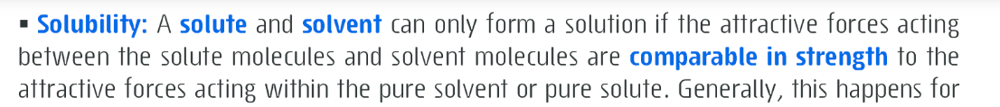 ▪ Solubility: A solute and solvent can only form a solution if the attractive forces acting
between the solute molecules and solvent molecules are comparable in strength to the
attractive forces acting within the pure solvent or pure solute. Generally, this happens for